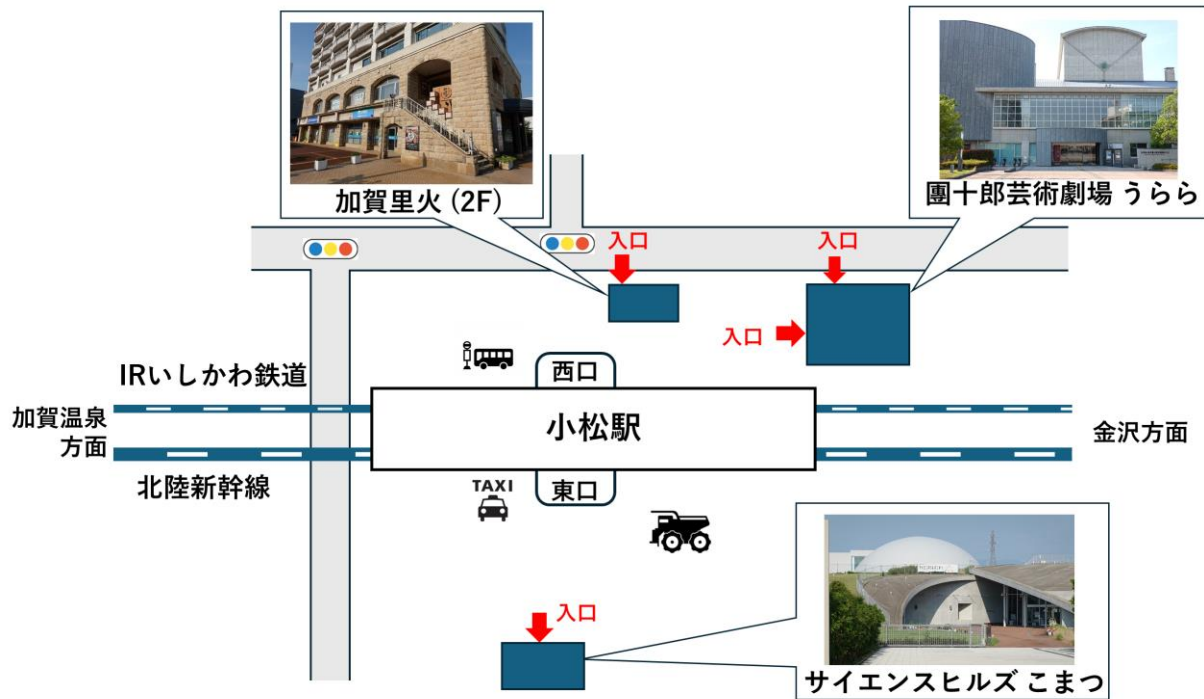 加賀里火 (2F)
團十郎芸術劇場 うらら
入口
入口
入口
IRいしかわ鉄道
西口
加賀温泉
方面
小松駅
金沢方面
北陸新幹線
TAXI
東口
入口
サイエンスヒルズ こまつ